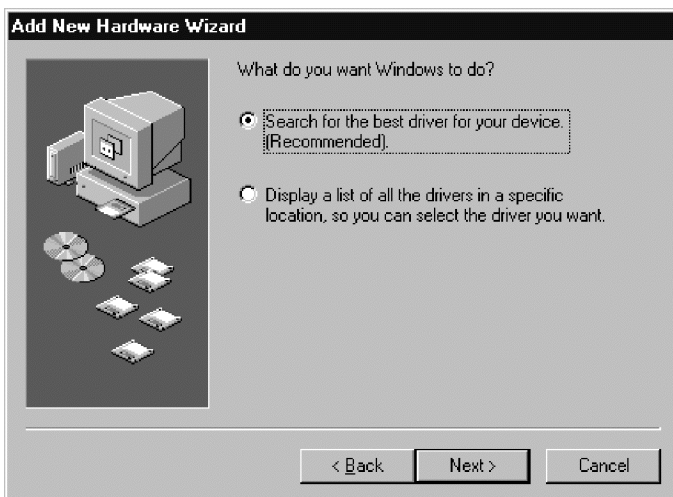 Add New Hardware Wizard
What do you want Windows to do?
Search for the best driver for your device.
(Recommended).
Display a list of all the drivers in a specific
location, so you can select the driver you want.
< Back
Next >
Cancel